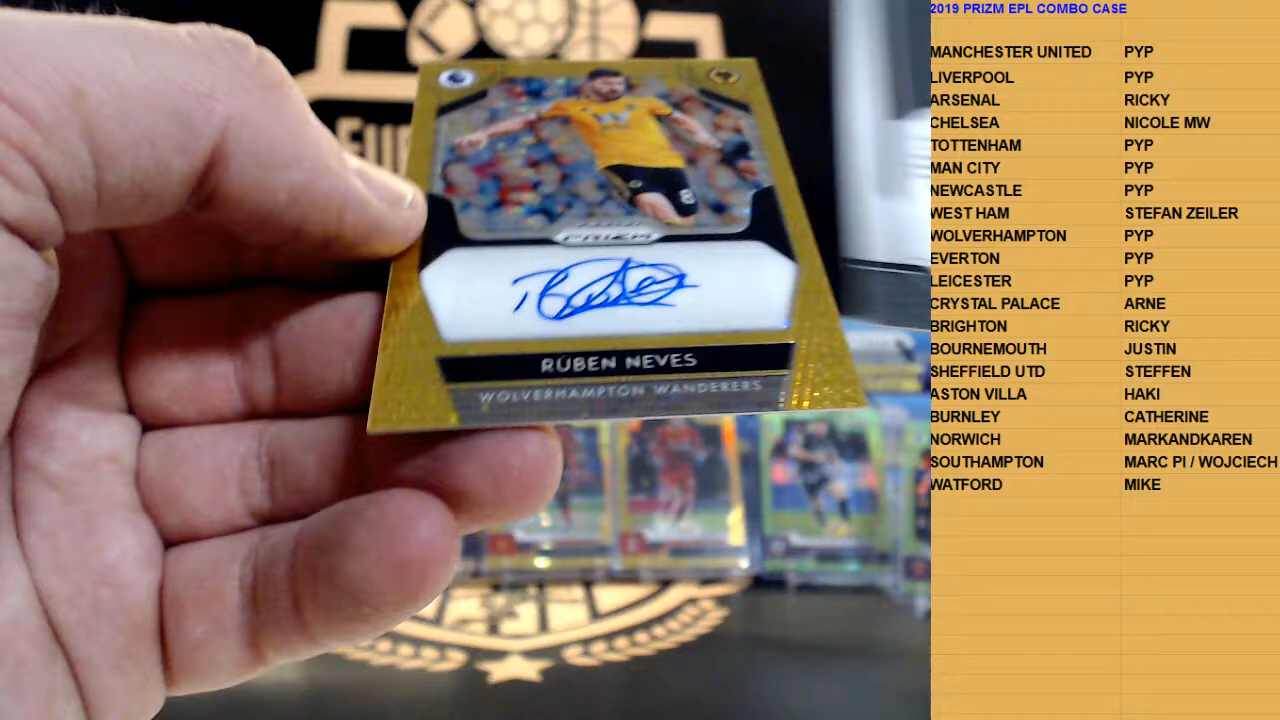 2019 PRIZM EPL COMBO CASE
MANCHESTER UNITED PYP
LIVERPOOL PYP
ARSENAL RICKY
CHELSEA NICOLE MW
TOTTENHAM PYP
MAN CITY PYP
NEWCASTLE PYP
WEST HAM STEFAN ZEILER
WOLVERHAMPTON PYP
EVERTON PYP
LEICESTER PYP
CRYSTAL PALACE ARNE
BRIGHTON RICKY
BOURNEMOUTH JUSTIN
SHEFFIELD UTD STEFFEN
ASTON VILLA HAKI
BURNLEY CATHERINE
NORWICH MARKANDKAREN
SOUTHAMPTON MARC PI / WOJCIECH
WATFORD MIKE
PRIZM
RÚBEN NEVES
WOLVERHAMPTON WANDERERS
8